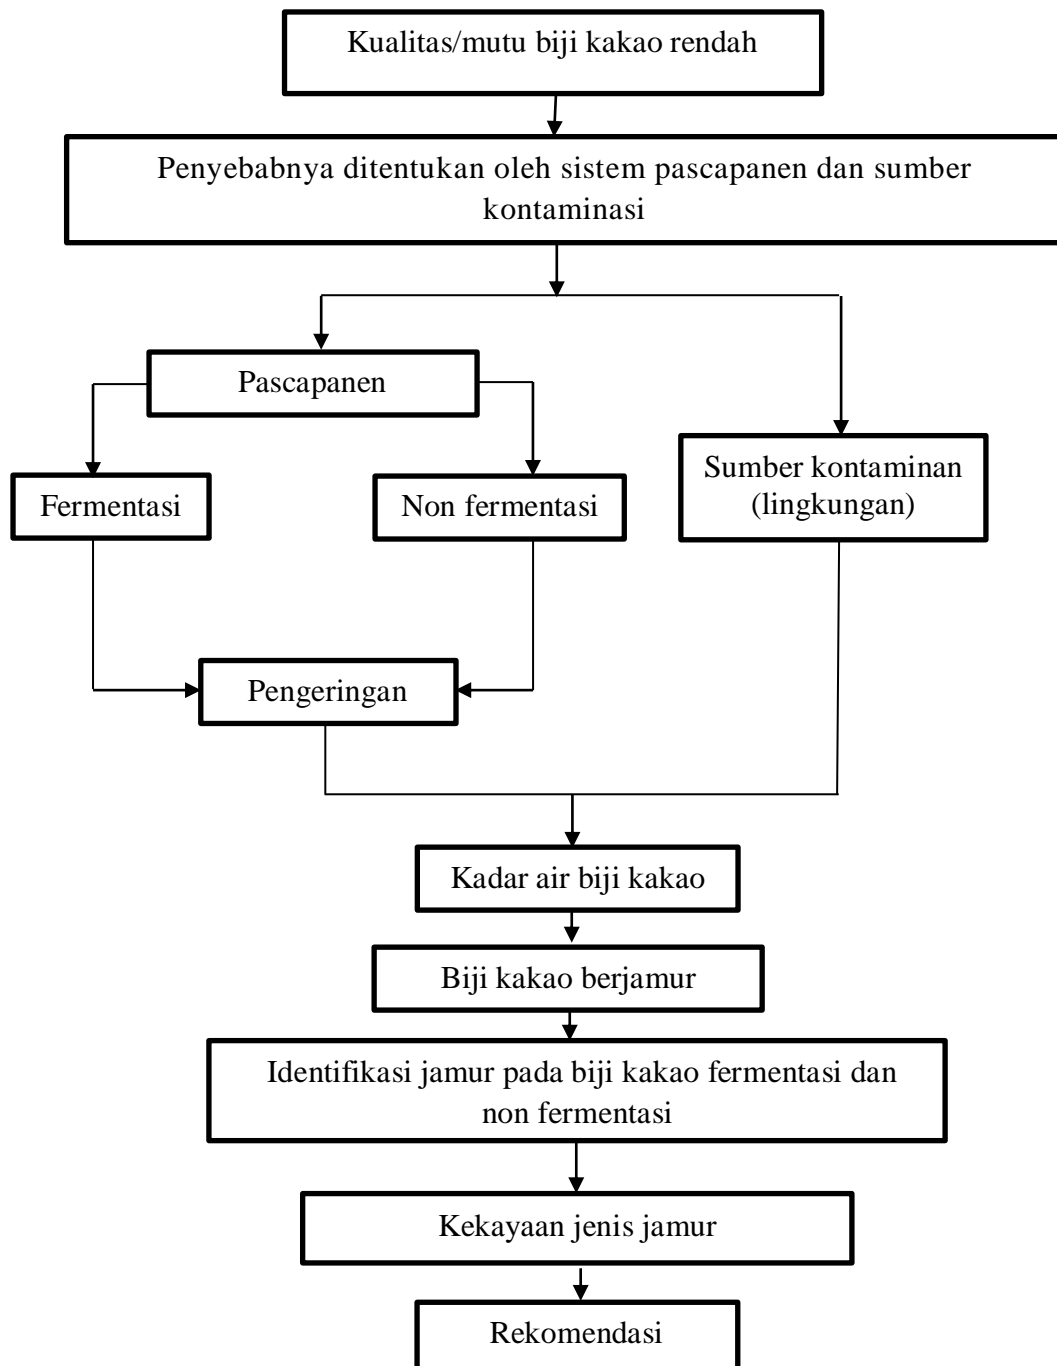 Kualitas/mutu biji kakao rendah
Penyebabnya ditentukan oleh sistem pascapanen dan sumber
kontaminasi
Pascapanen
Fermentasi
Non fermentasi
Sumber kontaminan
(lingkungan)
Pengeringan
Kadar air biji kakao
Biji kakao berjamur
Identifikasi jamur pada biji kakao fermentasi dan
non fermentasi
Kekayaan jenis jamur
Rekomendasi